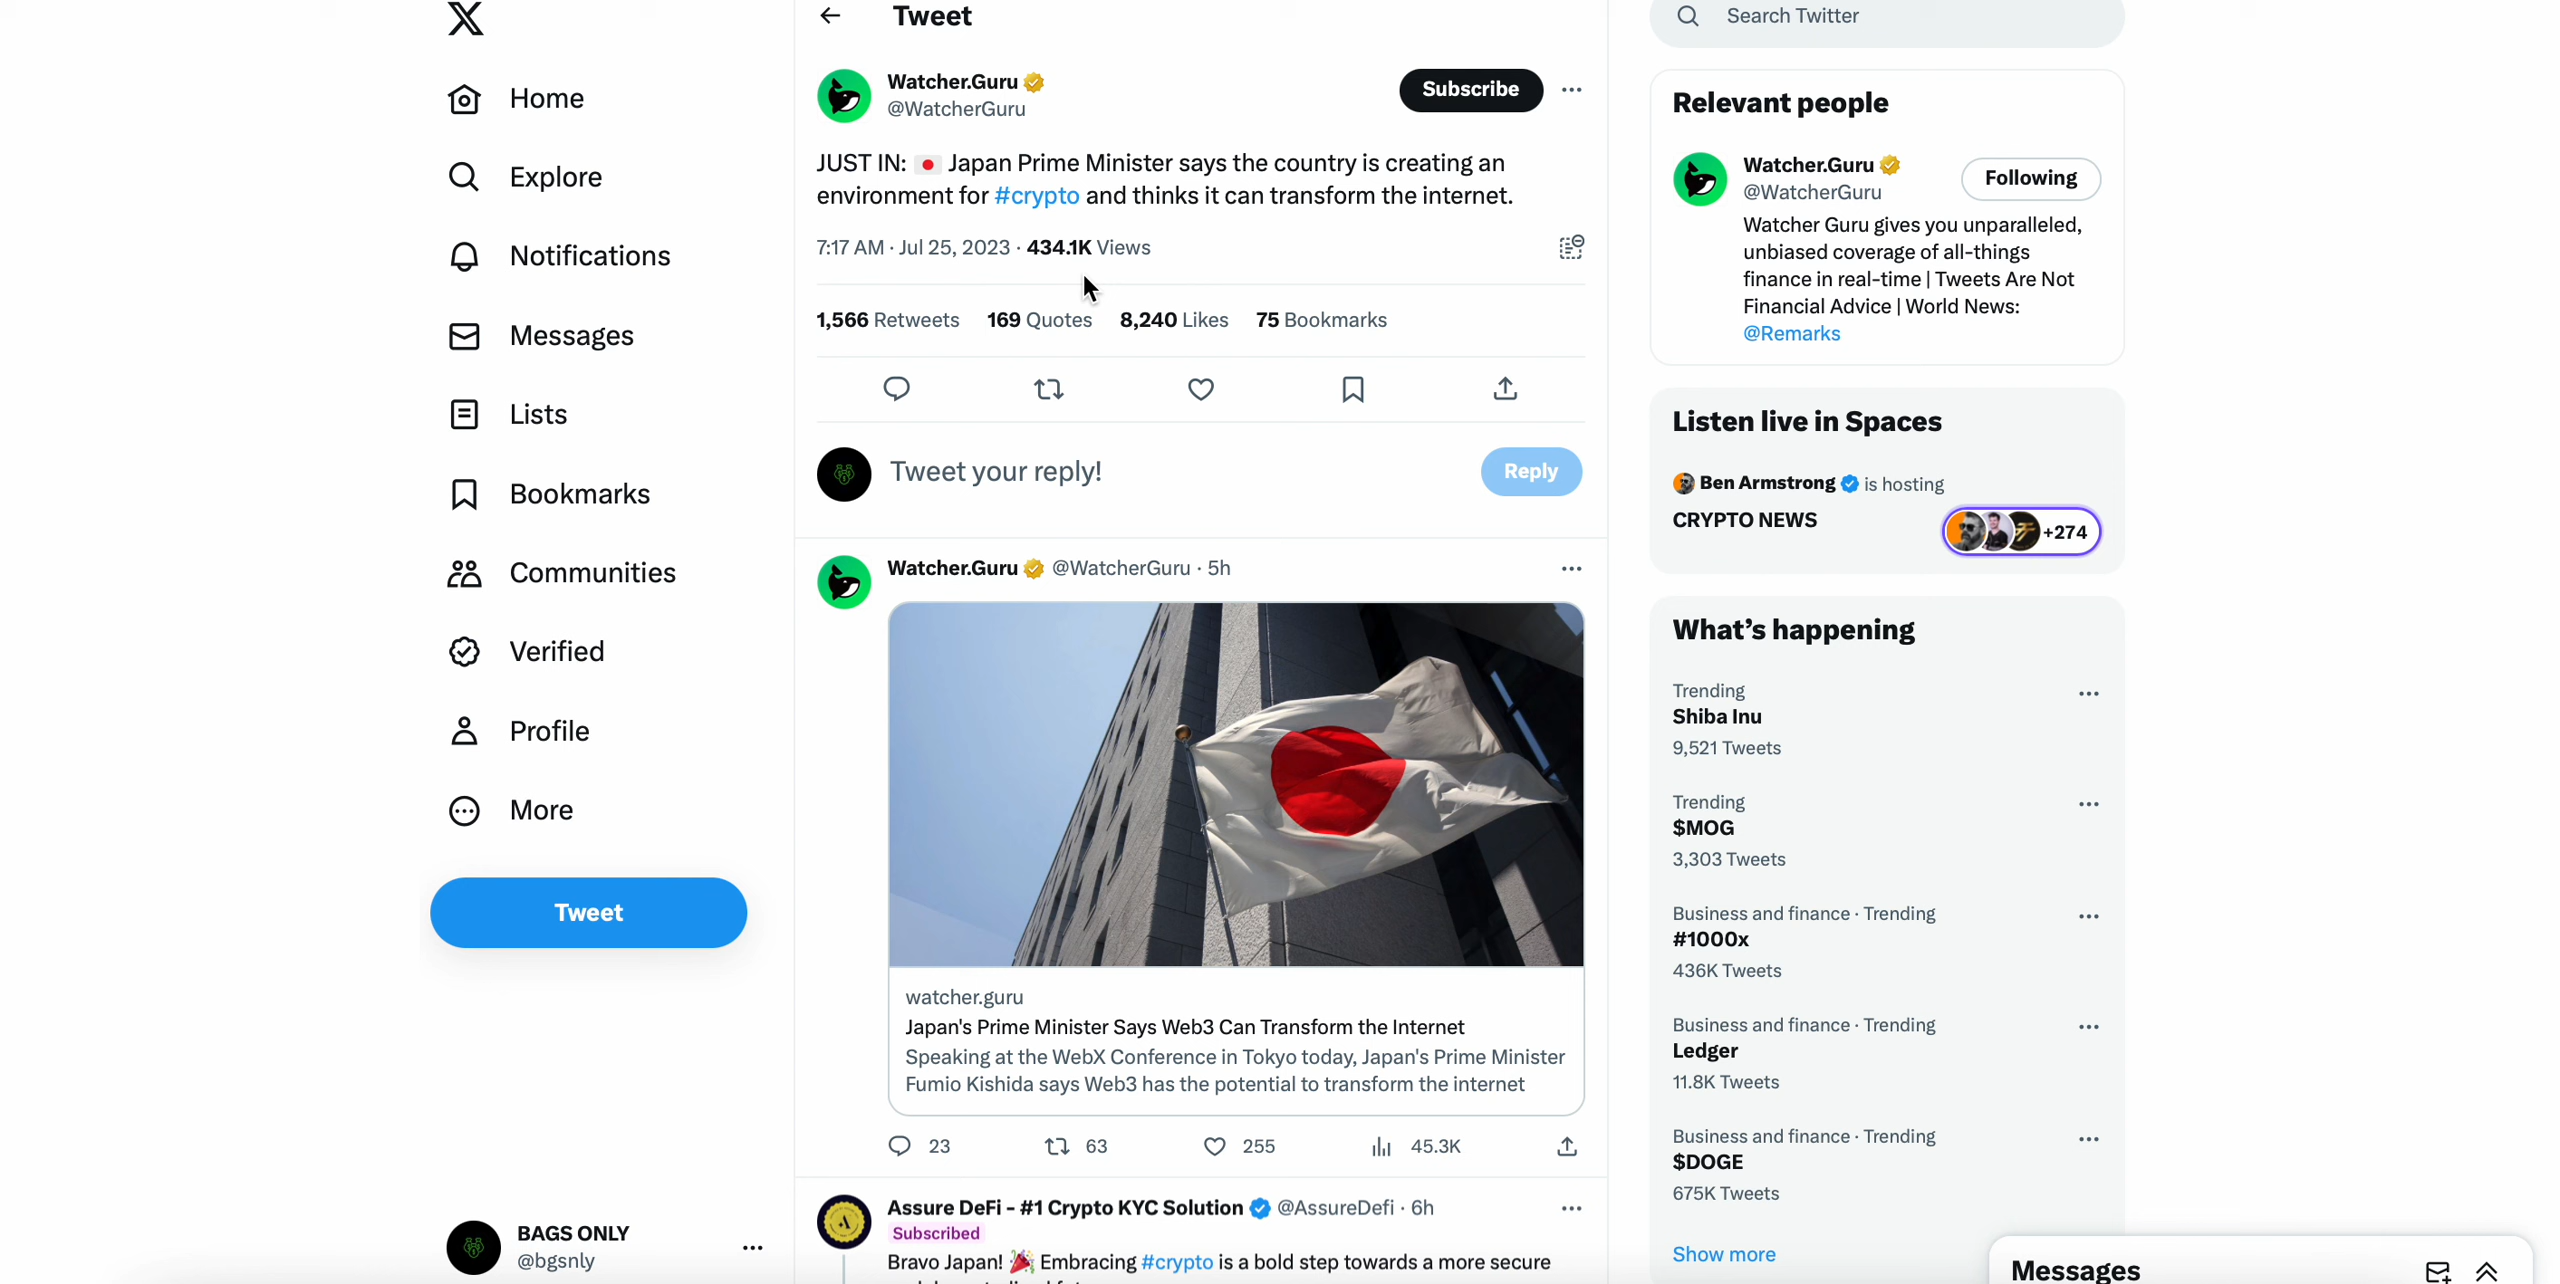 Home
Explore
Notifications
Messages
Lists
Bookmarks
Communities
Verified
Profile
More
Tweet
BAGS ONLY
@bgsnly
Tweet
Watcher.Guru
@WatcherGuru
Subscribe
JUST IN: 🇯🇵 Japan Prime Minister says the country is creating an
environment for #crypto and thinks it can transform the internet.
7:17 AM · Jul 25, 2023 · 434.1K Views
1,566 Retweets 169 Quotes 8,240 Likes 75 Bookmarks
Tweet your reply!
Reply
Watcher.Guru @WatcherGuru · 5h
watcher.guru
Japan's Prime Minister Says Web3 Can Transform the Internet
Speaking at the WebX Conference in Tokyo today, Japan's Prime Minister
Fumio Kishida says Web3 has the potential to transform the internet
23 63 255 45.3K
Assure DeFi - #1 Crypto KYC Solution @AssureDefi · 6h
Subscribed
Bravo Japan! 🎉 Embracing #crypto is a bold step towards a more secure
Search Twitter
Relevant people
Watcher.Guru
@WatcherGuru
Following
Watcher Guru gives you unparalleled,
unbiased coverage of all-things
finance in real-time | Tweets Are Not
Financial Advice | World News:
@Remarks
Listen live in Spaces
Ben Armstrong is hosting
CRYPTO NEWS
+274
What's happening
Trending
Shiba Inu
9,521 Tweets
Trending
$MOG
3,303 Tweets
Business and finance · Trending
#1000x
436K Tweets
Business and finance · Trending
Ledger
11.8K Tweets
Business and finance · Trending
$DOGE
675K Tweets
Show more
Messages